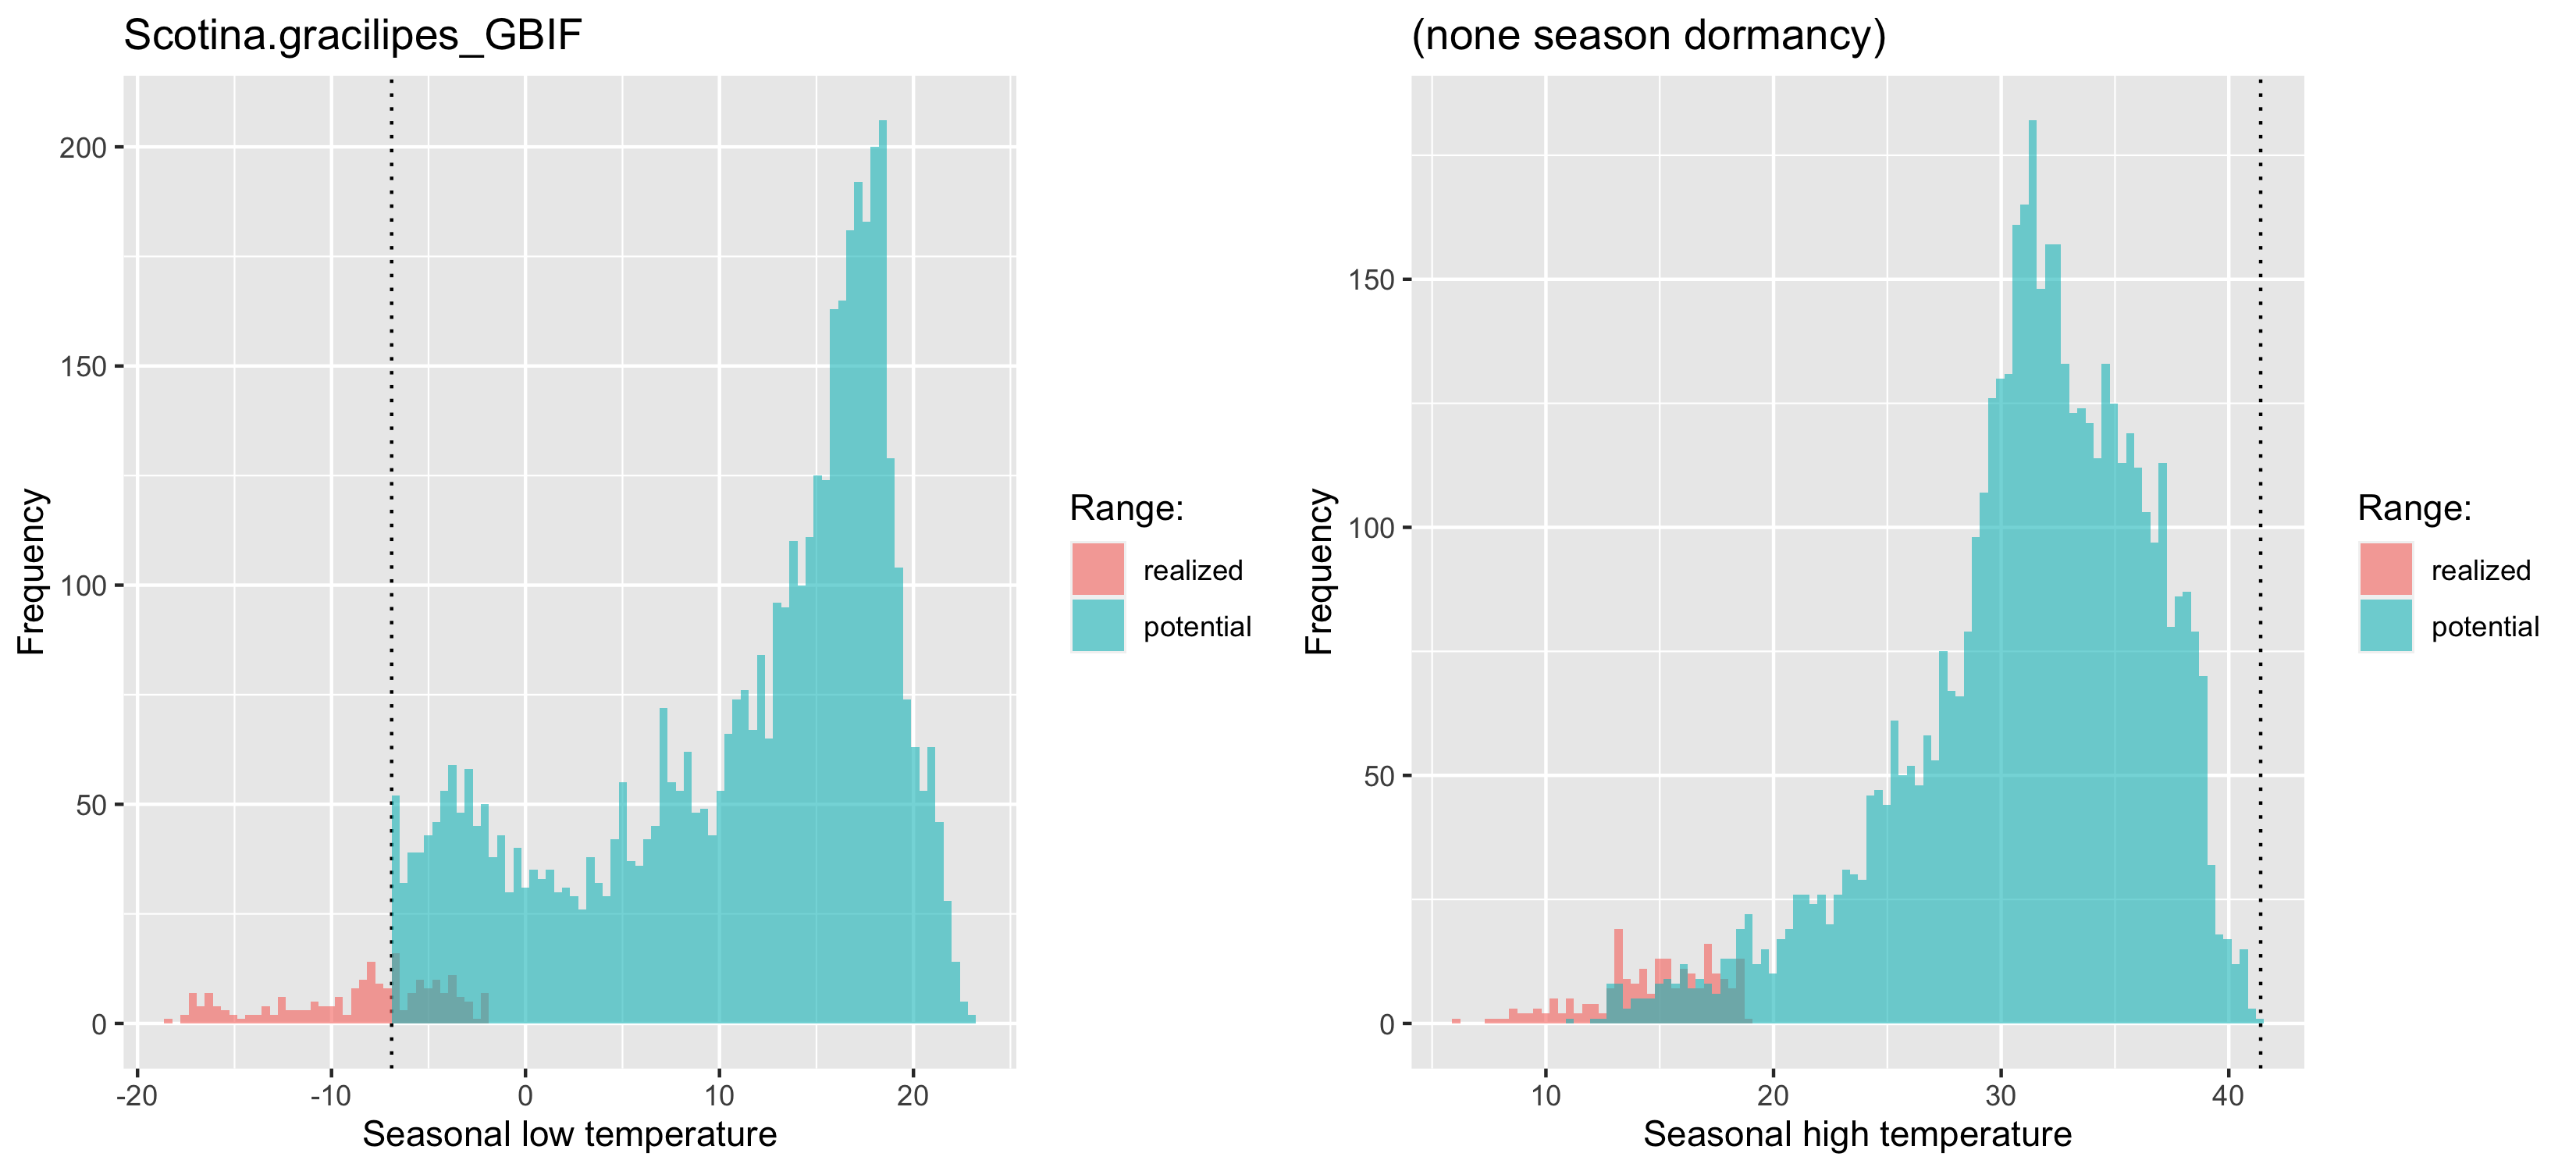 Scotina.gracilipes_GBIF
Frequency
200
150
100
50
0
-20 -10 0 10 20
Seasonal low temperature
Range:
realized
potential
(none season dormancy)
Frequency
150
100
50
0
10 20 30 40
Seasonal high temperature
Range:
realized
potential